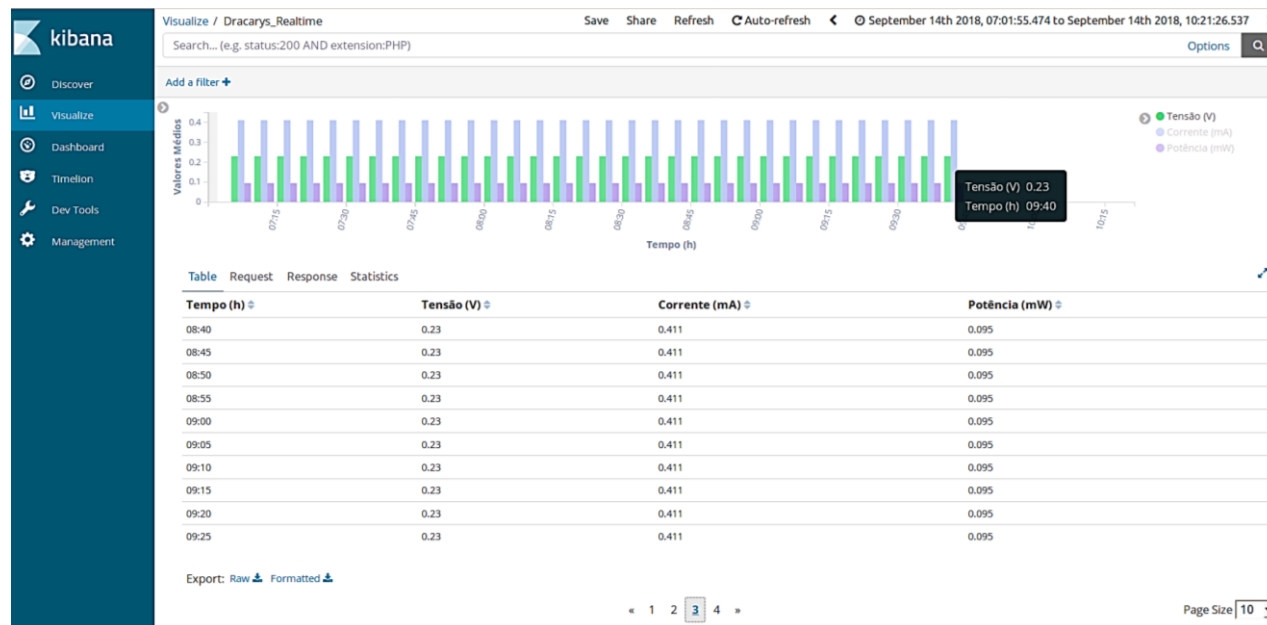 kibana
Discover
Visualize
Dashboard
Timelion
Dev Tools
Management
Visualize / Dracarys_Realtime
Save Share Refresh Auto-refresh September 14th 2018, 07:01:55.474 to September 14th 2018, 10:21:26.537
Search... (e.g. status:200 AND extension:PHP) Options
Add a filter +
Valores Médios
0.4
0.3
0.2
0.1
0
07:15 07:30 07:45 08:00 08:15 08:30 08:45 09:00 09:15 09:30 10:15
Tempo (h)
Tensão (V) 0.23
Tempo (h) 09:40
Tensão (V)
Corrente (mA)
Potência (mW)
Table Request Response Statistics
Tempo (h) Tensão (V) Corrente (mA) Potência (mW)
08:40 0.23 0.411 0.095
08:45 0.23 0.411 0.095
08:50 0.23 0.411 0.095
08:55 0.23 0.411 0.095
09:00 0.23 0.411 0.095
09:05 0.23 0.411 0.095
09:10 0.23 0.411 0.095
09:15 0.23 0.411 0.095
09:20 0.23 0.411 0.095
09:25 0.23 0.411 0.095
Export: Raw Formatted
« 1 2 3 4 »
Page Size 10